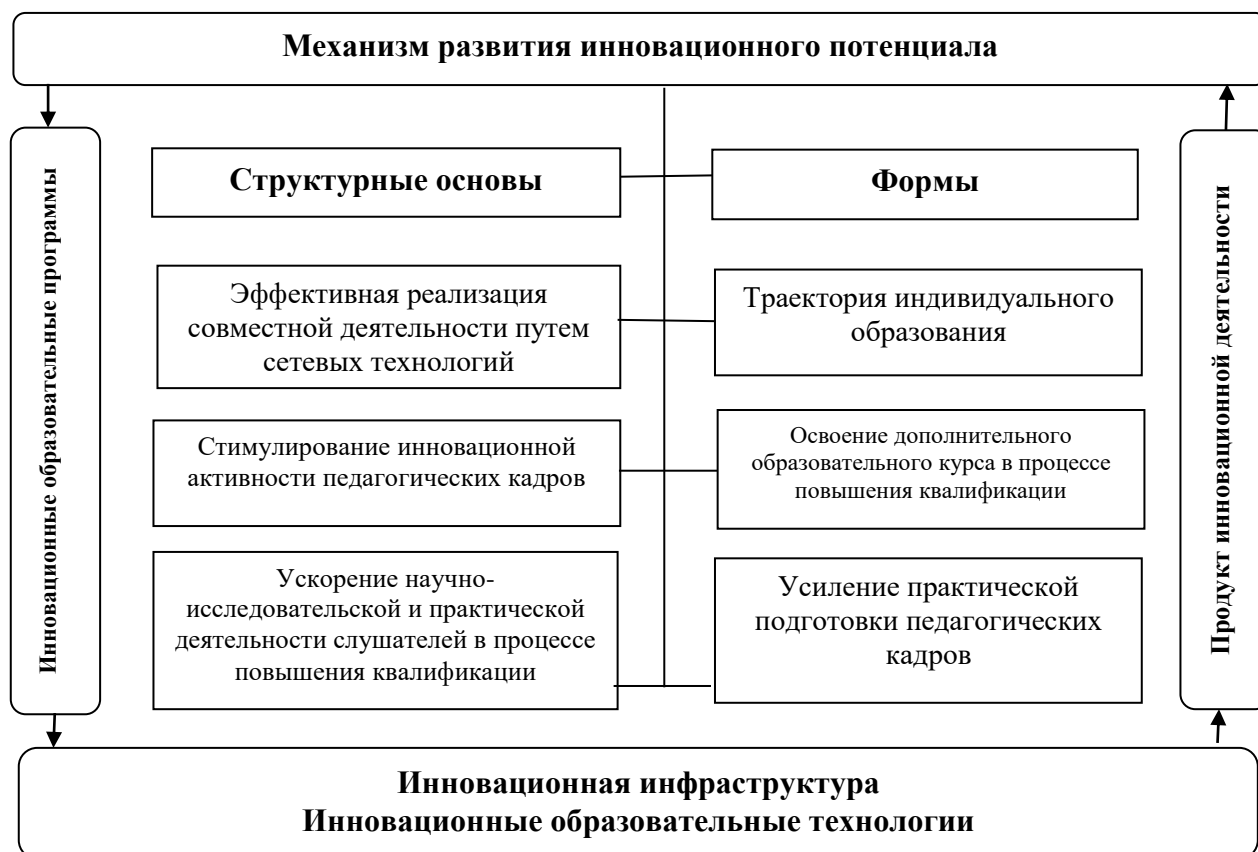 Механизм развития инновационного потенциала
Инновационные образовательные программы
Структурные основы
Формы
Эффективная реализация
совместной деятельности путем
сетевых технологий
Траектория индивидуального
образования
Стимулирование инновационной
активности педагогических кадров
Освоение дополнительного
образовательного курса в процессе
повышения квалификации
Ускорение научно-
исследовательской и практической
деятельности слушателей в процессе
повышения квалификации
Усиление практической
подготовки педагогических
кадров
Продукт инновационной деятельности
Инновационная инфраструктура
Инновационные образовательные технологии